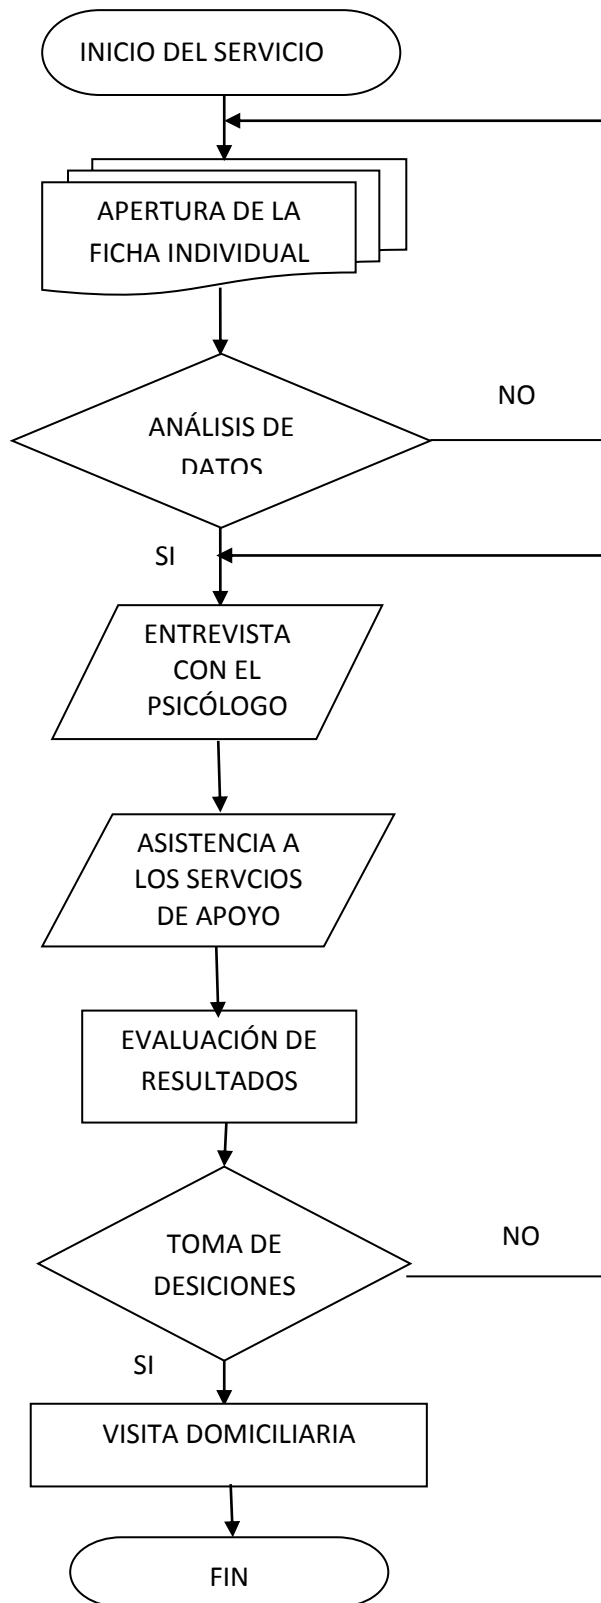 INICIO DEL SERVICIO
APERTURA DE LA
FICHA INDIVIDUAL
NO
ANÁLISIS DE
DATOS
SI
ENTREVISTA
CON EL
PSICÓLOGO
ASISTENCIA A
LOS SERVCIOS
DE APOYO
EVALUACIÓN DE
RESULTADOS
NO
TOMA DE
DESICIONES
SI
VISITA DOMICILIARIA
FIN